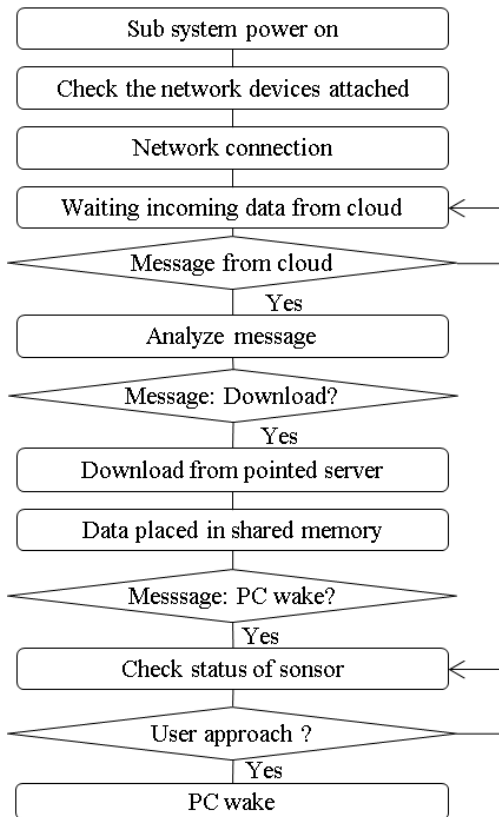 Sub system power on
Check the network devices attached
Network connection
Waiting incoming data from cloud
Message from cloud
Yes
Analyze message
Message: Download?
Yes
Download from pointed server
Data placed in shared memory
Messsage: PC wake?
Yes
Check status of sonsor
User approach ?
Yes
PC wake